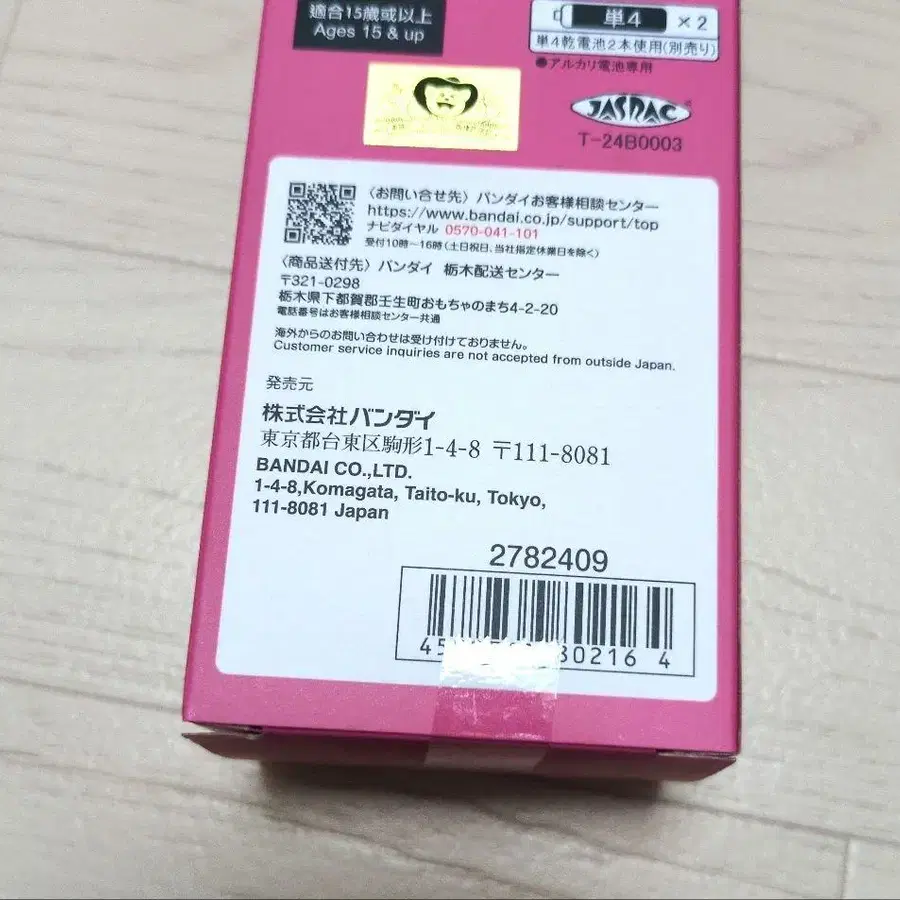 適合15歳或以上
Ages 15 & up
単4 ×2
単4乾電池2本使用(別売り)
●アルカリ電池専用
JASRAC
T-24B0003
〈お問い合せ先〉バンダイお客様相談センター
https://www.bandai.co.jp/support/top
ナビダイヤル 0570-041-101
受付10時~16時(土日祝日、当社指定休業日を除く)
〈商品送付先〉バンダイ 栃木配送センター
〒321-0298
栃木県下都賀郡壬生町おもちゃのまち4-2-20
電話番号はお客様相談センター共通
海外からのお問い合わせは受け付けておりません。
Customer service inquiries are not accepted from outside Japan.
発売元
株式会社バンダイ
東京都台東区駒形1-4-8 〒111-8081
BANDAI CO.,LTD.
1-4-8,Komagata, Taito-ku, Tokyo,
111-8081 Japan
2782409